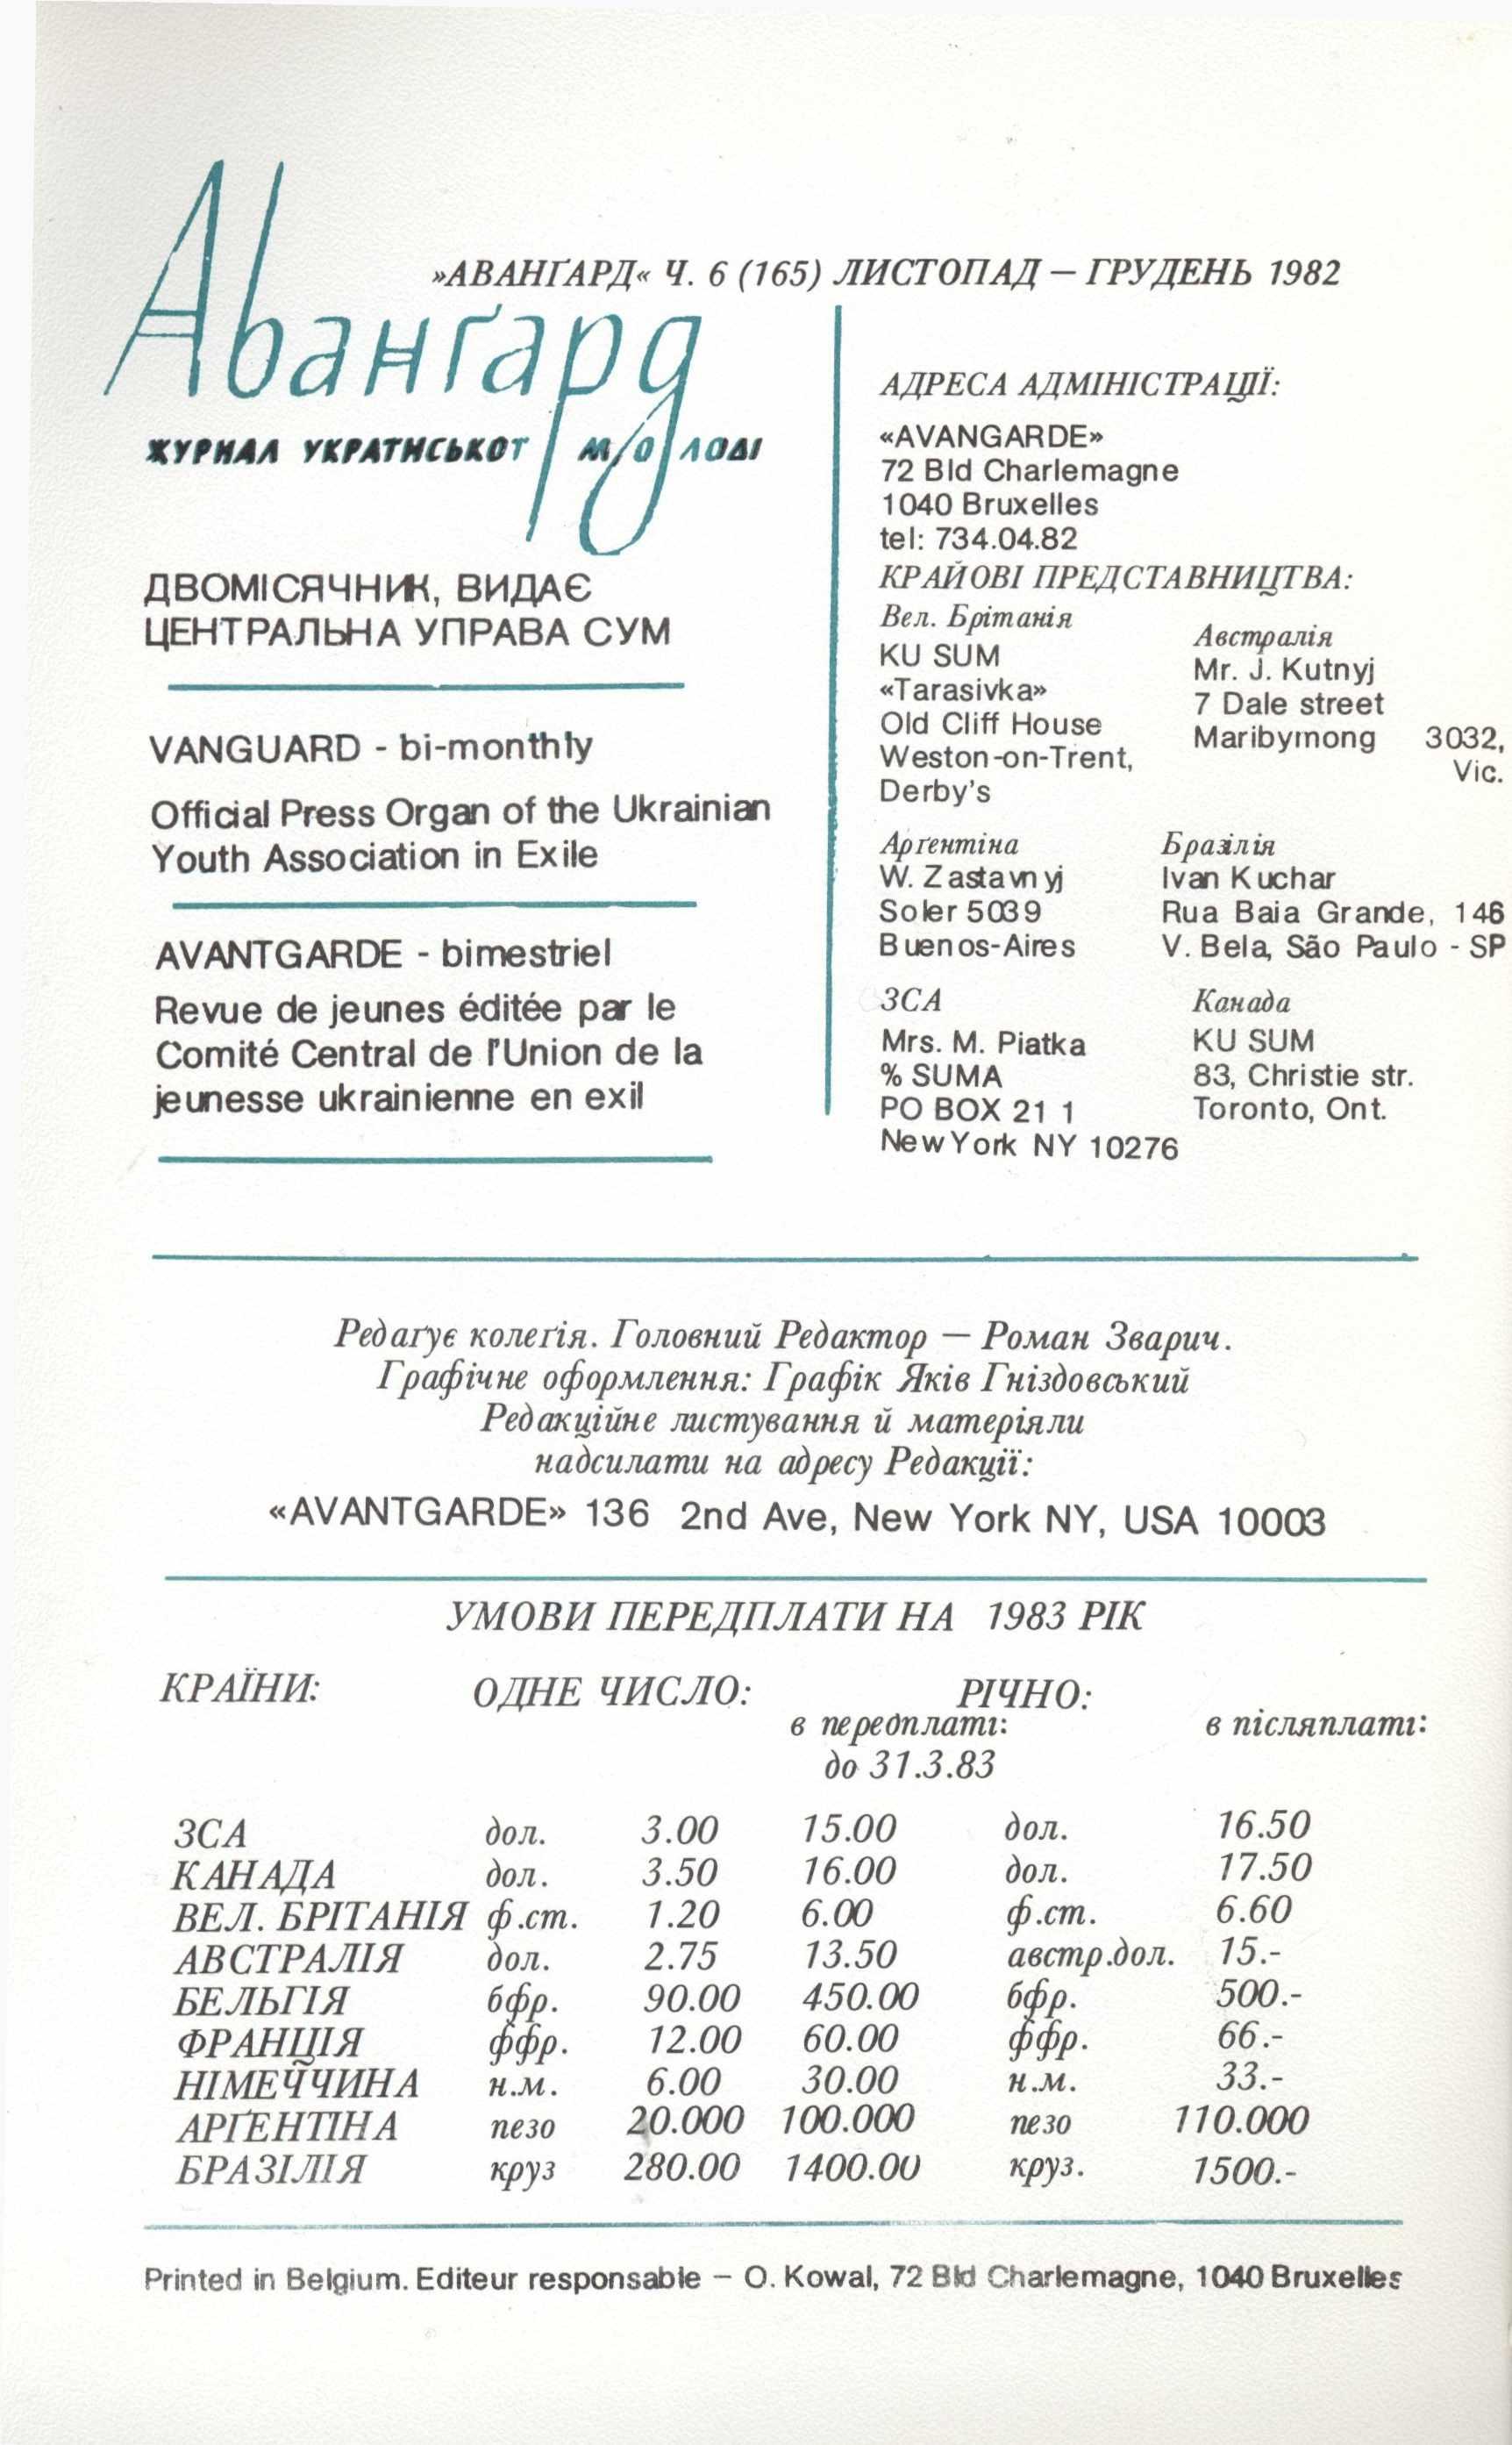 »АВАНҐАРД« Ч. 6 (165) ЛИСТОПАД – ГРУДЕНЬ 1982
Аванґард
ЖУРНАЛ УКРАЇНСЬКОЇ МОЛОДІ
ДВОМІСЯЧНИК, ВИДАЄ
ЦЕНТРАЛЬНА УПРАВА СУМ
VANGUARD - bi-monthly
Official Press Organ of the Ukrainian
Youth Association in Exile
AVANTGARDE - bimestriel
Revue de jeunes éditée par le
Comité Central de l'Union de la
jeunesse ukrainienne en exil
АДРЕСА АДМІНІСТРАЦІЇ:
«AVANGARDE»
72 Bld Charlemagne
1040 Bruxelles
tel: 734.04.82
КРАЙОВІ ПРЕДСТАВНИЦТВА:
Вел. Брітанія
KU SUM
«Tarasivka»
Old Cliff House
Weston-on-Trent,
Derby's
Австралія
Mr. J. Kutnyj
7 Dale street
Maribymong 3032,
Vic.
Арґентіна
W. Zastavnyj
Soler 5039
Buenos-Aires
Бразілія
Ivan Kuchar
Rua Baia Grande, 146
V. Bela, São Paulo - SP
ЗСА
Mrs. M. Piatka
% SUMA
PO BOX 21 1
New York NY 10276
Канада
KU SUM
83, Christie str.
Toronto, Ont.
Редаґує колеґія. Головний Редактор — Роман Зварич.
Графічне оформлення: Графік Яків Гніздовський
Редакційне листування й матеріяли
надсилати на адресу Редакції:
«AVANTGARDE» 136 2nd Ave, New York NY, USA 10003
УМОВИ ПЕРЕДПЛАТИ НА 1983 РІК
КРАЇНИ: ОДНЕ ЧИСЛО: РІЧНО:
в передплаті: в післяплаті:
до 31.3.83
ЗСА дол. 3.00 15.00 дол. 16.50
КАНАДА дол. 3.50 16.00 дол. 17.50
ВЕЛ. БРІТАНІЯ ф.ст. 1.20 6.00 ф.ст. 6.60
АВСТРАЛІЯ дол. 2.75 13.50 австр.дол. 15.-
БЕЛЬГІЯ бфр. 90.00 450.00 бфр. 500.-
ФРАНЦІЯ ффр. 12.00 60.00 ффр. 66.-
НІМЕЧЧИНА н.м. 6.00 30.00 н.м. 33.-
АРҐЕНТІНА пезо 20.000 100.000 пезо 110.000
БРАЗІЛІЯ круз 280.00 1400.00 круз. 1500.-
Printed in Belgium. Editeur responsable – O. Kowal, 72 Bld Charlemagne, 1040 Bruxelles